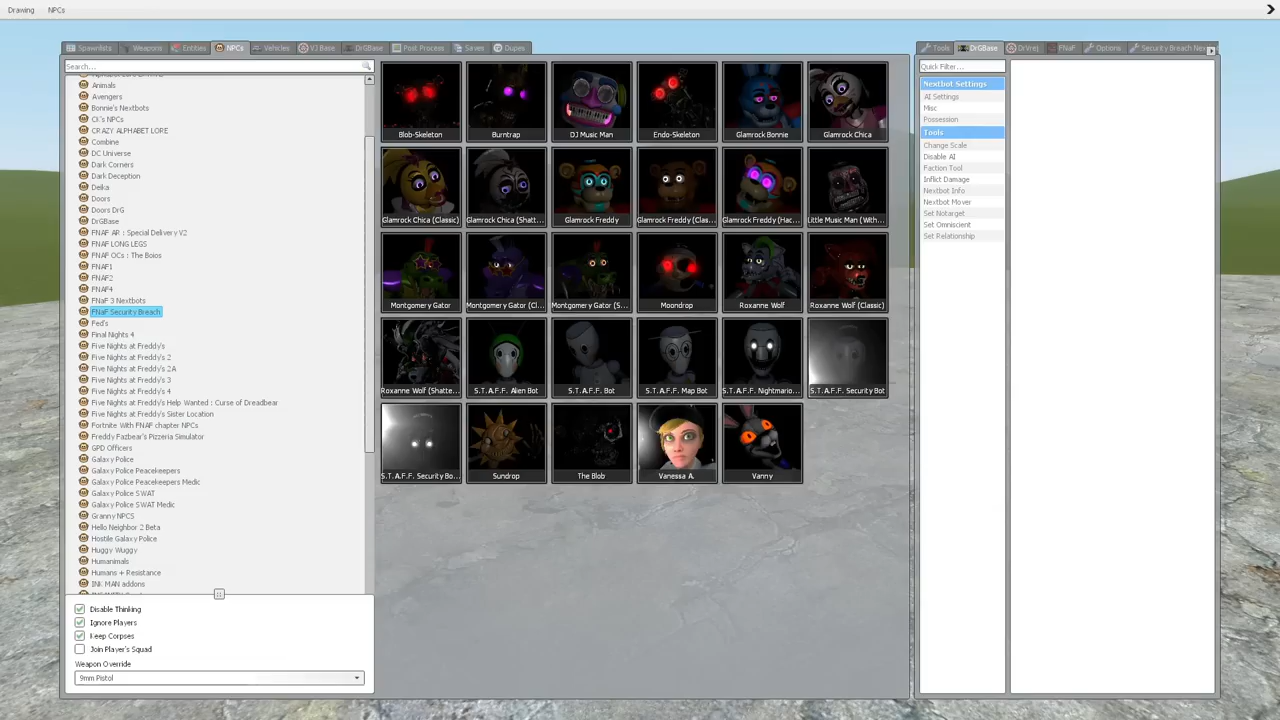 Drawing NPCs
Spawnlists Weapons Entities NPCs Vehicles VJ Base DrGBase Post Process Saves Dupes
Search...
Animals
Avengers
Bonnie's Nextbots
CK's NPCs
CRAZY ALPHABET LORE
Combine
DC Universe
Dark Corners
Dark Deception
Deika
Doors
Doors DrG
DrGBase
FNAF AR : Special Delivery V2
FNAF LONG LEGS
FNAF OCs : The Boios
FNAF1
FNAF2
FNAF4
FNaF 3 Nextbots
FNaF Security Breach
Fed's
Final Nights 4
Five Nights at Freddy's
Five Nights at Freddy's 2
Five Nights at Freddy's 2A
Five Nights at Freddy's 3
Five Nights at Freddy's 4
Five Nights at Freddy's Help Wanted : Curse of Dreadbear
Five Nights at Freddy's Sister Location
Fortnite With FNAF chapter NPCs
Freddy Fazbear's Pizzeria Simulator
GPD Officers
Galaxy Police
Galaxy Police Peacekeepers
Galaxy Police Peacekeepers Medic
Galaxy Police SWAT
Galaxy Police SWAT Medic
Granny NPCS
Hello Neighbor 2 Beta
Hostile Galaxy Police
Huggy Wuggy
Humanimals
Humans + Resistance
INK MAN addons
Disable Thinking
Ignore Players
Keep Corpses
Join Player's Squad
Weapon Override
9mm Pistol
Blob-Skeleton Burntrap DJ Music Man Endo-Skeleton Glamrock Bonnie Glamrock Chica
Glamrock Chica (Classic) Glamrock Chica (Shatt... Glamrock Freddy Glamrock Freddy (Clas... Glamrock Freddy (Hac... Little Music Man (With...
Montgomery Gator Montgomery Gator (Cl... Montgomery Gator (S... Moondrop Roxanne Wolf Roxanne Wolf (Classic)
Roxanne Wolf (Shatte... S.T.A.F.F. Alien Bot S.T.A.F.F. Bot S.T.A.F.F. Map Bot S.T.A.F.F. Nightmario... S.T.A.F.F. Security Bot
S.T.A.F.F. Security Bo... Sundrop The Blob Vanessa A. Vanny
Tools DrGBase (Drvrej FNaF Options Security Breach Nex
Quick Filter...
Nextbot Settings
AI Settings
Misc
Possession
Tools
Change Scale
Disable AI
Faction Tool
Inflict Damage
Nextbot Info
Nextbot Mover
Set Notarget
Set Omniscient
Set Relationship